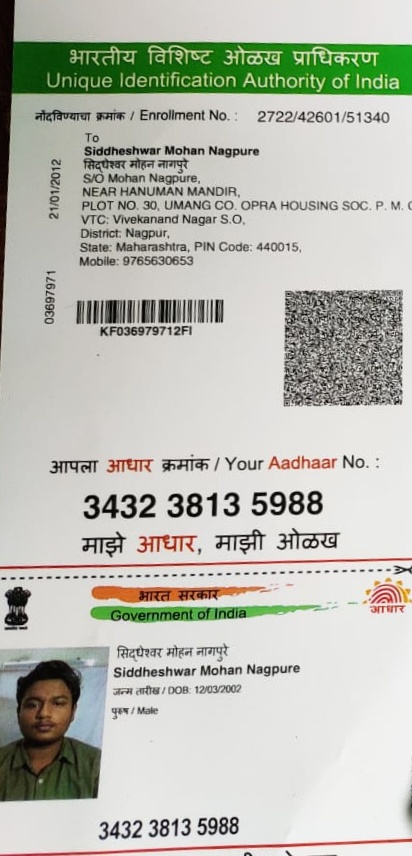 भारतीय विशिष्ट ओळख प्राधिकरण
Unique Identification Authority of India
नोंदविण्याचा क्रमांक / Enrollment No. : 2722/42601/51340
To
Siddheshwar Mohan Nagpure
सिद्धेश्वर मोहन नागपुरे
S/O Mohan Nagpure,
NEAR HANUMAN MANDIR,
PLOT NO. 30, UMANG CO. OPRA HOUSING SOC. P. M. C
VTC: Vivekanand Nagar S.O,
District: Nagpur,
State: Maharashtra, PIN Code: 440015,
Mobile: 9765630653
21/01/2012
03697971
KF036979712FI
आपला आधार क्रमांक / Your Aadhaar No. :
3432 3813 5988
माझे आधार, माझी ओळख
भारत सरकार
Government of India
आधार
सिद्धेश्वर मोहन नागपुरे
Siddheshwar Mohan Nagpure
जन्म तारीख / DOB: 12/03/2002
पुरुष / Male
3432 3813 5988